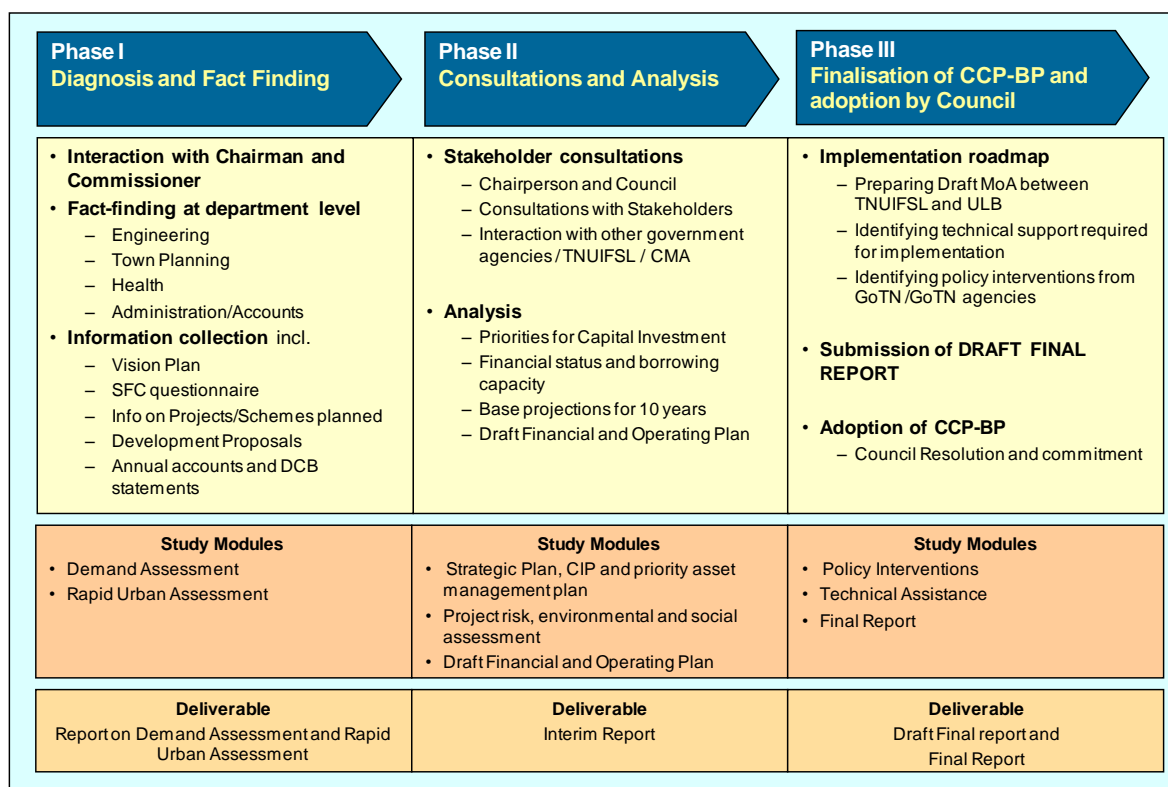 Phase I
Diagnosis and Fact Finding
Phase II
Consultations and Analysis
Phase III
Finalisation of CCP-BP and
adoption by Council
• Interaction with Chairman and
Commissioner
• Fact-finding at department level
– Engineering
– Town Planning
– Health
– Administration/Accounts
• Information collection incl.
– Vision Plan
– SFC questionnaire
– Info on Projects/Schemes planned
– Development Proposals
– Annual accounts and DCB
statements
• Stakeholder consultations
– Chairperson and Council
– Consultations with Stakeholders
– Interaction with other government
agencies / TNUIFSL / CMA
• Analysis
– Priorities for Capital Investment
– Financial status and borrowing
capacity
– Base projections for 10 years
– Draft Financial and Operating Plan
• Implementation roadmap
– Preparing Draft MoA between
TNUIFSL and ULB
– Identifying technical support required
for implementation
– Identifying policy interventions from
GoTN /GoTN agencies
• Submission of DRAFT FINAL
REPORT
• Adoption of CCP-BP
– Council Resolution and commitment
Study Modules
• Demand Assessment
• Rapid Urban Assessment
Study Modules
• Strategic Plan, CIP and priority asset
management plan
• Project risk, environmental and social
assessment
• Draft Financial and Operating Plan
Study Modules
• Policy Interventions
• Technical Assistance
• Final Report
Deliverable
Report on Demand Assessment and Rapid
Urban Assessment
Deliverable
Interim Report
Deliverable
Draft Final report and
Final Report